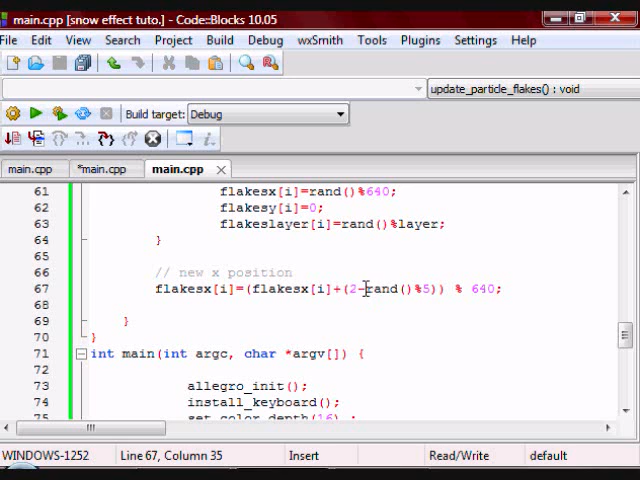 main.cpp [snow effect tuto.] - Code::Blocks 10.05
File Edit View Search Project Build Debug wxSmith Tools Plugins Settings Help
update_particle_flakes() : void
Build target: Debug
main.cpp *main.cpp main.cpp X
61 flakesx[i]=rand()%640;
62 flakesy[i]=0;
63 flakeslayer[i]=rand()%layer;
64 }
65
66 // new x position
67 flakesx[i]=(flakesx[i]+(2-rand()%5)) % 640;
68
69 }
70 }
71 int main(int argc, char *argv[]) {
72
73 allegro_init();
74 install_keyboard();
75 set_color_depth(16) ;
WINDOWS-1252 Line 67, Column 35 Insert Read/Write default